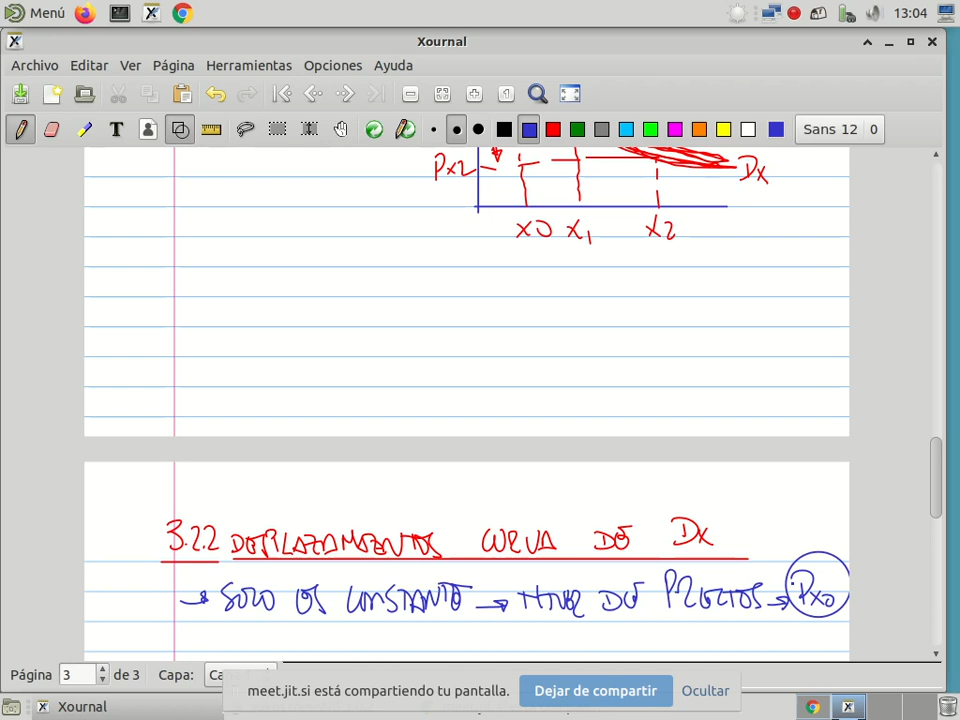 Menú 13:04
Xournal
Archivo Editar Ver Página Herramientas Opciones Ayuda
Sans 12 0
Px2 Dx
x0 x1 x2
3.2.2 DESPLAZAMIENTOS CURVA DE Dx
→ SOLO ES CONSTANTE → NIVEL DE PRECIOS → Px0
Página 3 de 3 Capa: Ca
meet.jit.si está compartiendo tu pantalla. Dejar de compartir Ocultar
Xournal